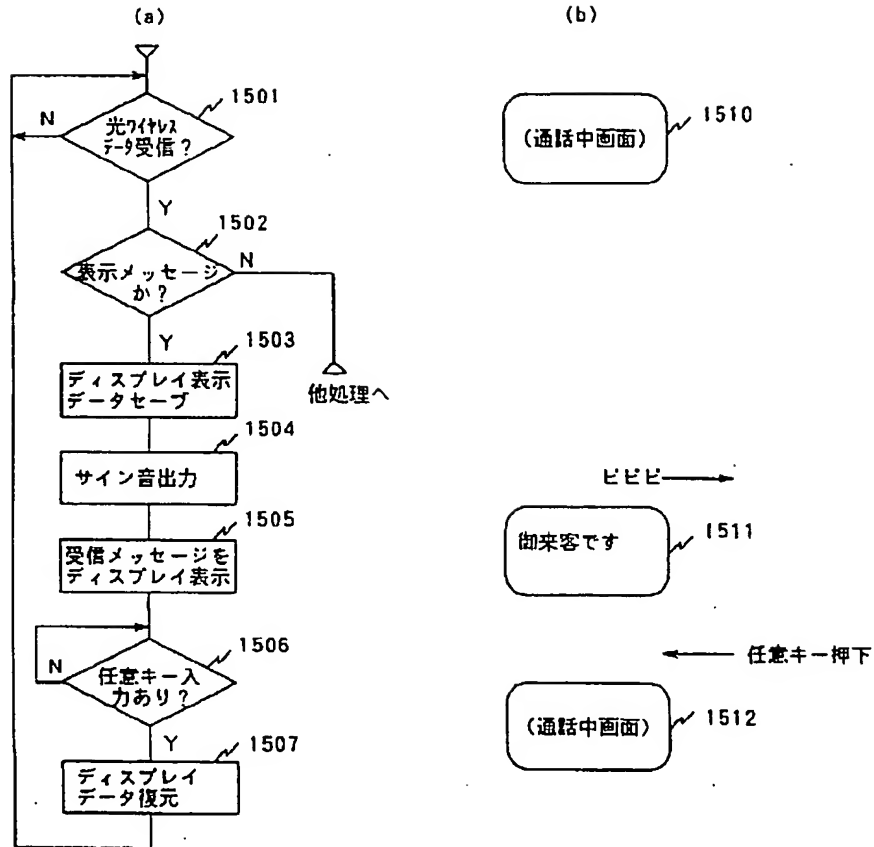 (a)
1501
N
光ワイヤレス
データ受信?
Y
1502
表示メッセージ
か?
N
Y
1503
ディスプレイ表示
データセーブ
他処理へ
1504
サイン音出力
1505
受信メッセージを
ディスプレイ表示
1506
N
任意キー入
力あり?
Y
1507
ディスプレイ
データ復元
(b)
(通話中画面)
1510
ピピピ
御来客です
1511
任意キー押下
(通話中画面)
1512